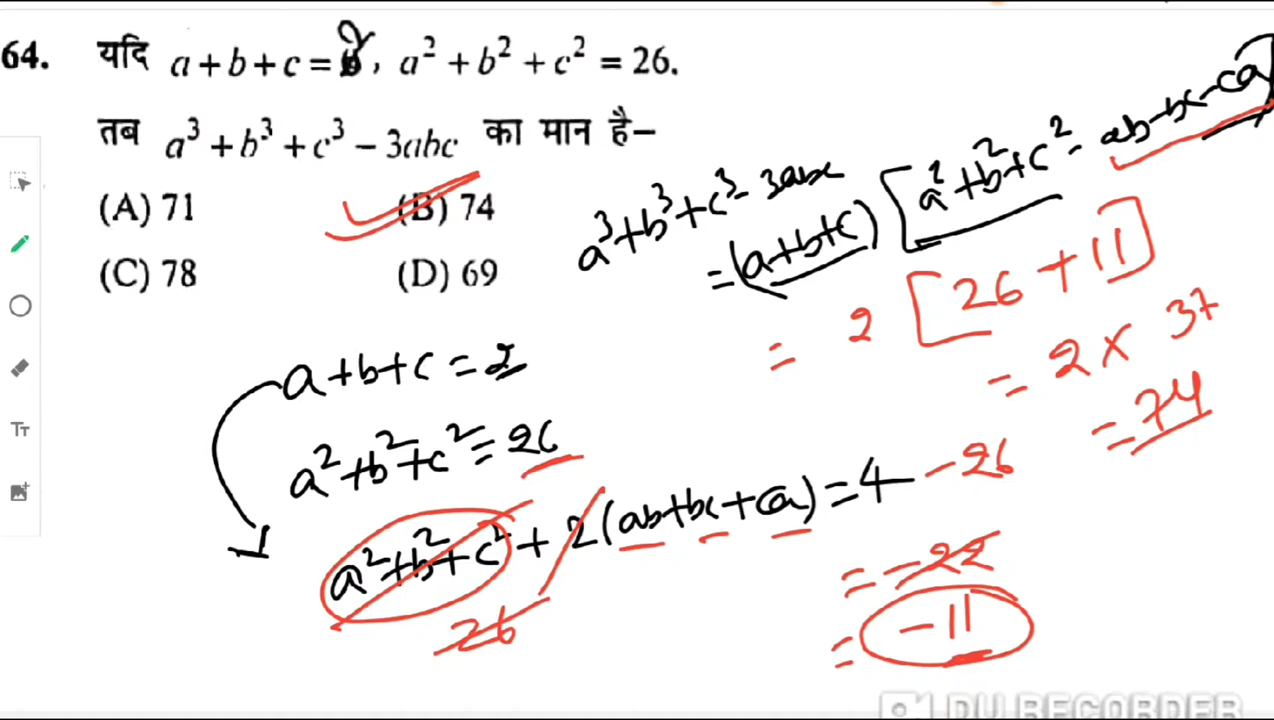 64. यदि a+b+c=2, a² + b² + c² = 26.
तब a³ + b³ + c³ − 3abc का मान है–
(A) 71 (B) 74
(C) 78 (D) 69
a³+b³+c³-3abc
=(a+b+c) [a²+b²+c²-ab-bc-ca]
= 2 [26+11]
= 2 × 37
= 74
a+b+c = 2
a²+b²+c² = 26
a²+b²+c² + 2(ab+bc+ca) = 4 - 26
26
= -22
= -11
DU RECORDER